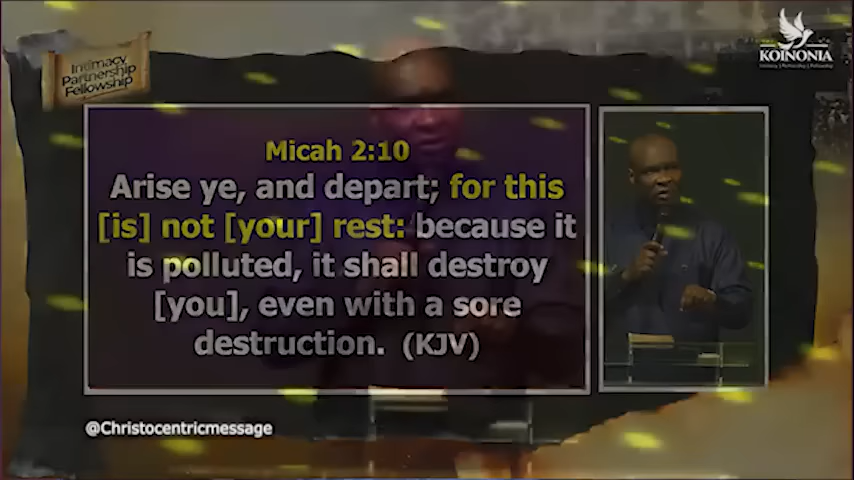 Intimacy
Partnership
Fellowship
KOINONIA
Micah 2:10
Arise ye, and depart; for this
[is] not [your] rest: because it
is polluted, it shall destroy
[you], even with a sore
destruction. (KJV)
@Christocentricmessage